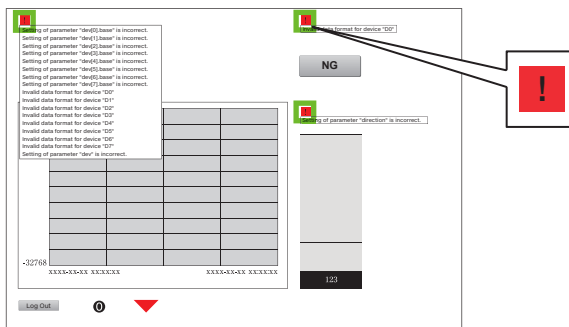 !
Setting of parameter "dev[0].base" is incorrect.
Setting of parameter "dev[1].base" is incorrect.
Setting of parameter "dev[2].base" is incorrect.
Setting of parameter "dev[3].base" is incorrect.
Setting of parameter "dev[4].base" is incorrect.
Setting of parameter "dev[5].base" is incorrect.
Setting of parameter "dev[6].base" is incorrect.
Setting of parameter "dev[7].base" is incorrect.
Invalid data format for device "D0"
Invalid data format for device "D1"
Invalid data format for device "D2"
Invalid data format for device "D3"
Invalid data format for device "D4"
Invalid data format for device "D5"
Invalid data format for device "D6"
Invalid data format for device "D7"
Setting of parameter "dev" is incorrect.
-32768
xxxx-xx-xx xx:xx:xx xxxx-xx-xx xx:xx:xx
!
Invalid data format for device "D0"
NG
!
Setting of parameter "direction" is incorrect.
123
!
Log Out
0